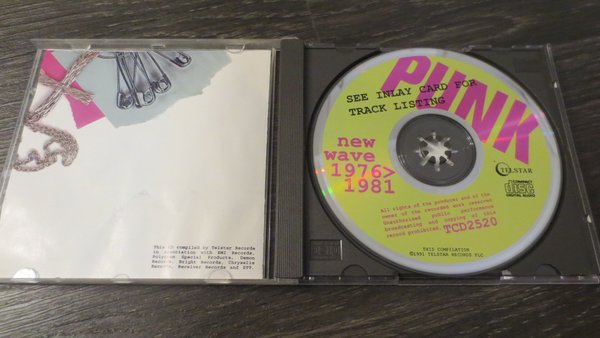 This CD compiled by Telstar Records
in association with EMI Records,
Polygram Special Products, Demon
Records, Bright Records, Chrysalis
Records, Receiver Records and
PUNK
SEE INLAY CARD FOR
TRACK LISTING
new
wave
1976>
1981
TELSTAR
COMPACT
disc
DIGITAL AUDIO
All rights of the producer and of the
owner of the recorded work reserved
Unauthorised public performance
broadcasting and copying of this
record prohibited. TCD2520
THIS COMPILATION
©1991 TELSTAR RECORDS PLC